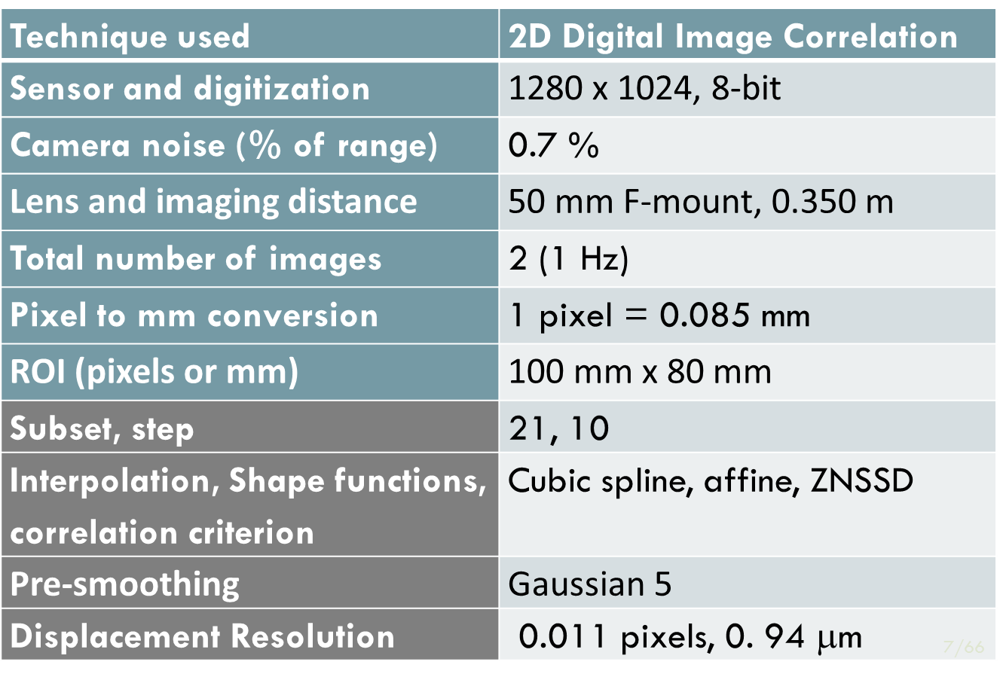 Technique used 2D Digital Image Correlation
Sensor and digitization 1280 x 1024, 8-bit
Camera noise (% of range) 0.7 %
Lens and imaging distance 50 mm F-mount, 0.350 m
Total number of images 2 (1 Hz)
Pixel to mm conversion 1 pixel = 0.085 mm
ROI (pixels or mm) 100 mm x 80 mm
Subset, step 21, 10
Interpolation, Shape functions, Cubic spline, affine, ZNSSD
correlation criterion
Pre-smoothing Gaussian 5
Displacement Resolution 0.011 pixels, 0. 94 μm
7/66